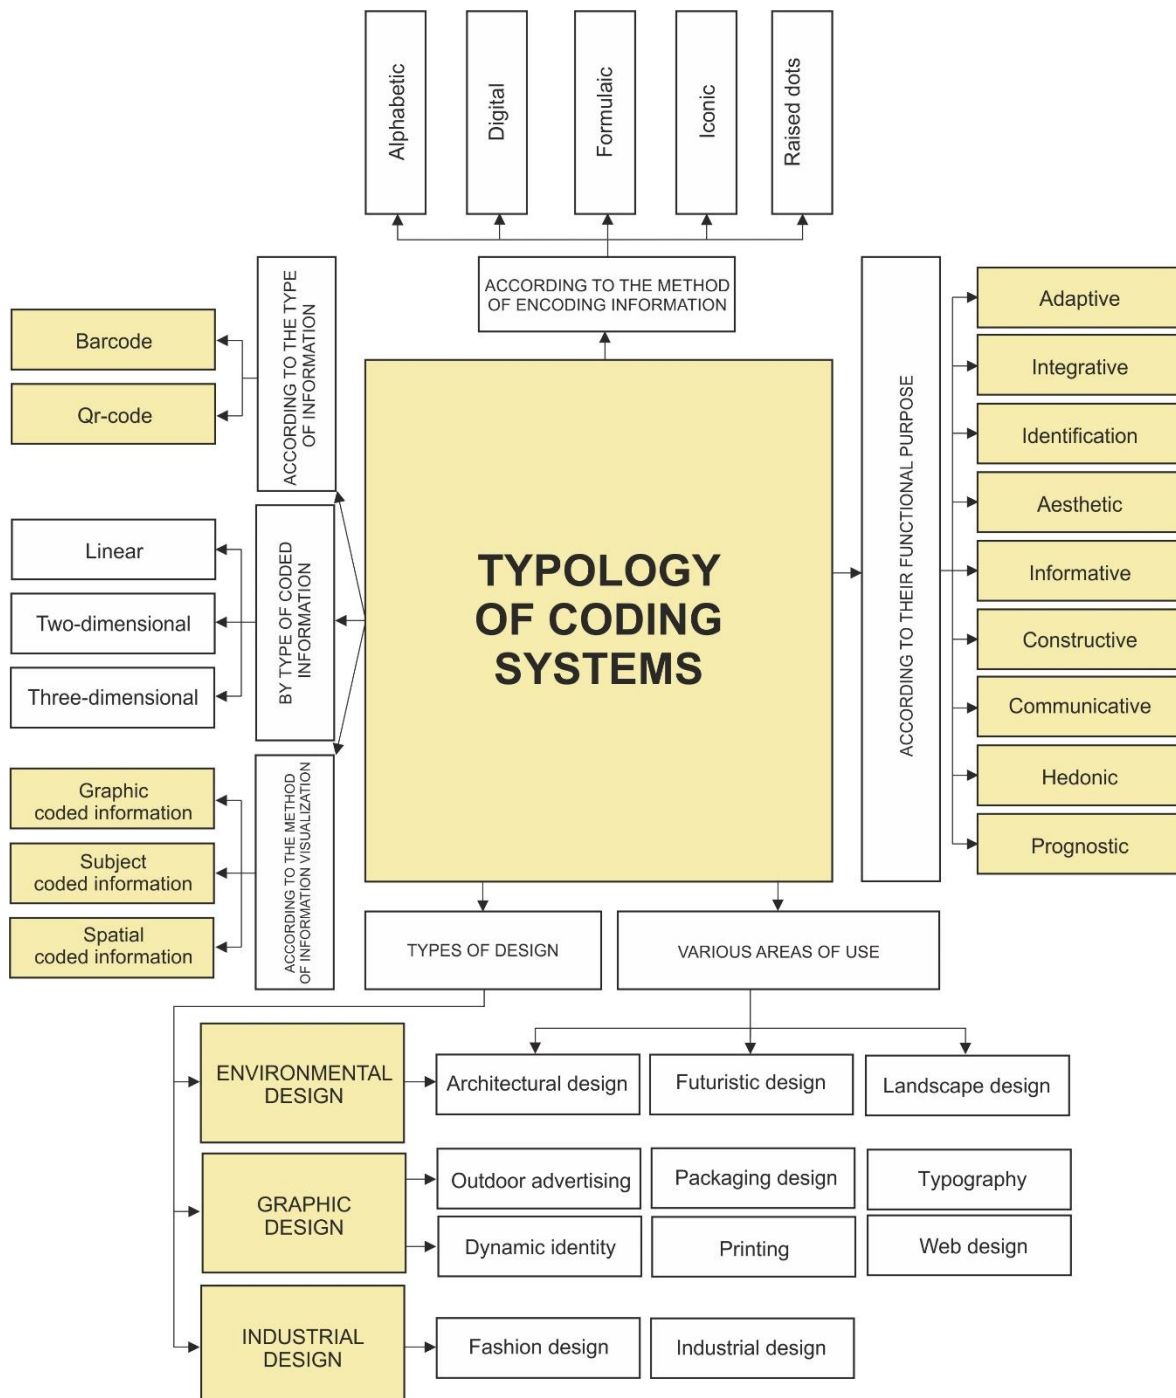 Alphabetic
Digital
Formulaic
Iconic
Raised dots
ACCORDING TO THE METHOD
OF ENCODING INFORMATION
ACCORDING TO THE TYPE
OF INFORMATION
Barcode
Qr-code
BY TYPE OF CODED
INFORMATION
Linear
Two-dimensional
Three-dimensional
ACCORDING TO THE METHOD
OF INFORMATION VISUALIZATION
Graphic
coded information
Subject
coded information
Spatial
coded information
TYPOLOGY
OF CODING
SYSTEMS
ACCORDING TO THEIR FUNCTIONAL PURPOSE
Adaptive
Integrative
Identification
Aesthetic
Informative
Constructive
Communicative
Hedonic
Prognostic
TYPES OF DESIGN
VARIOUS AREAS OF USE
ENVIRONMENTAL
DESIGN
Architectural design
Futuristic design
Landscape design
GRAPHIC
DESIGN
Outdoor advertising
Packaging design
Typography
Dynamic identity
Printing
Web design
INDUSTRIAL
DESIGN
Fashion design
Industrial design